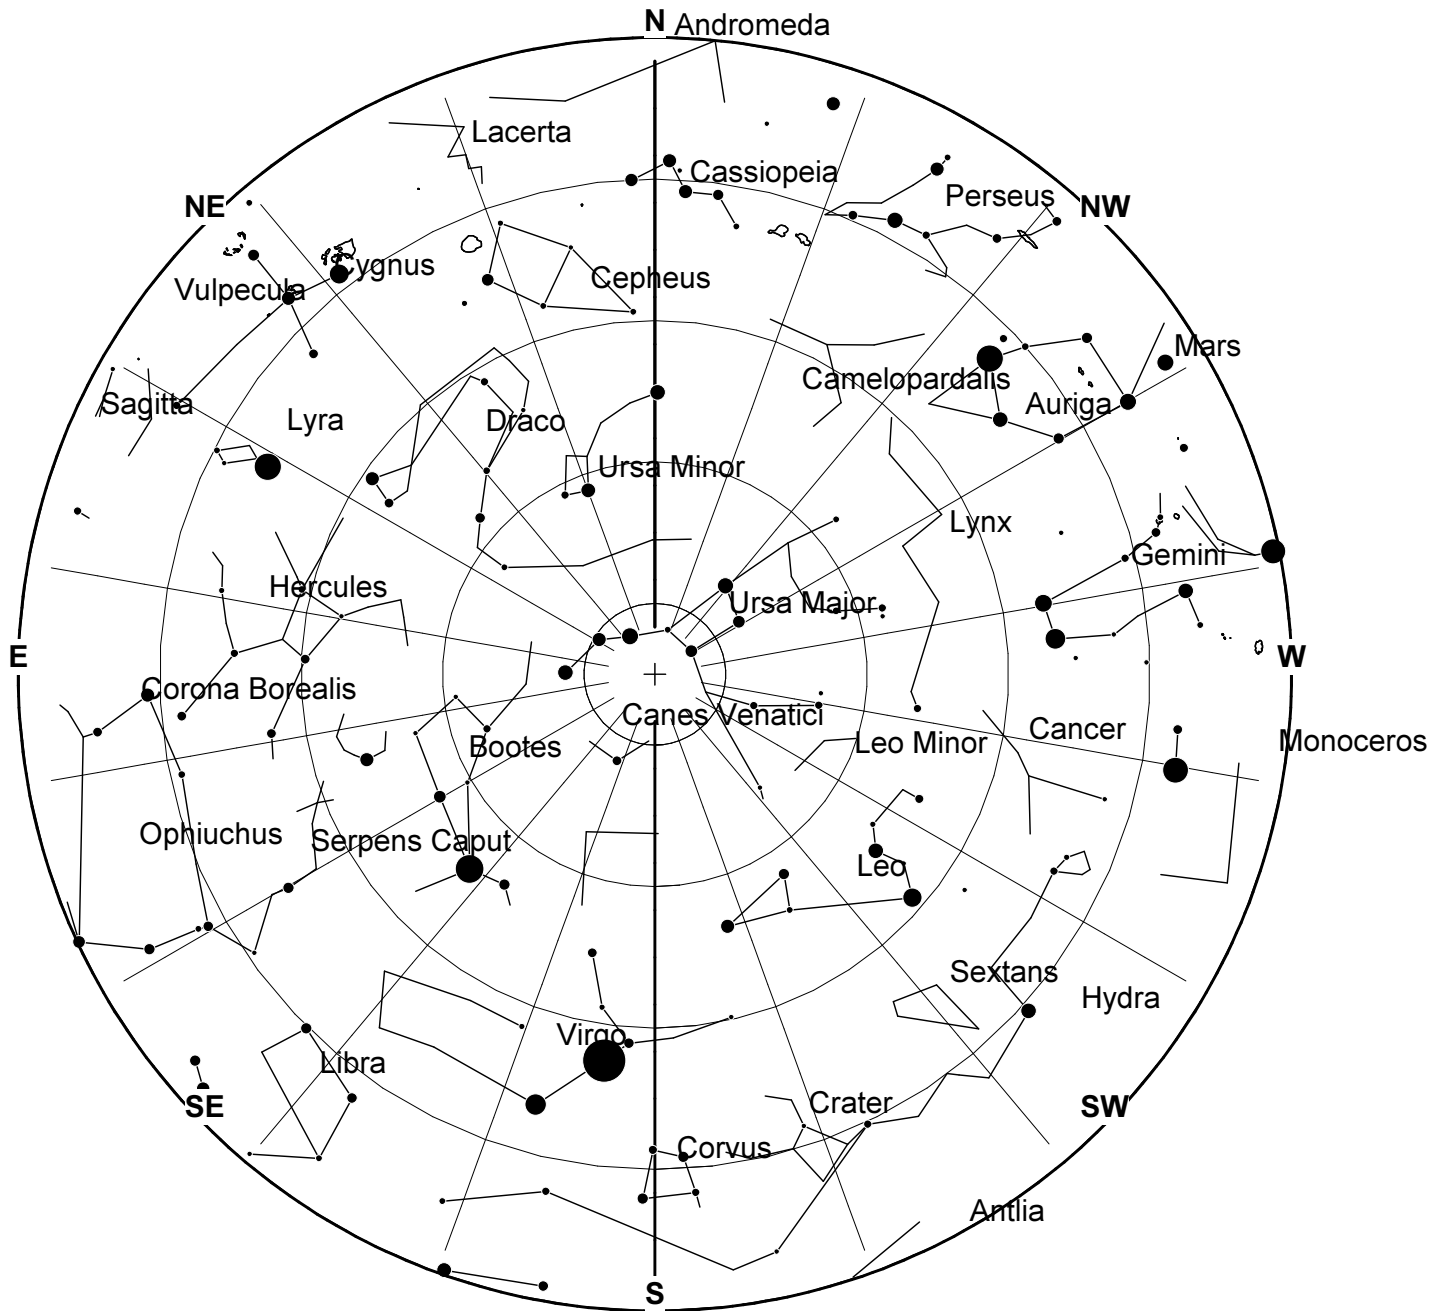 N Andromeda
Lacerta
Cassiopeia
Perseus
NE
NW
Cygnus
Cepheus
Vulpecula
Mars
Camelopardalis
Sagitta
Auriga
Lyra
Draco
Ursa Minor
Lynx
Gemini
Hercules
Ursa Major
E
W
Corona Borealis
Canes Venatici
Cancer
Bootes
Leo Minor
Monoceros
Ophiuchus
Serpens Caput
Leo
Sextans
Hydra
Virgo
Libra
SE
Crater
SW
Corvus
Antlia
S